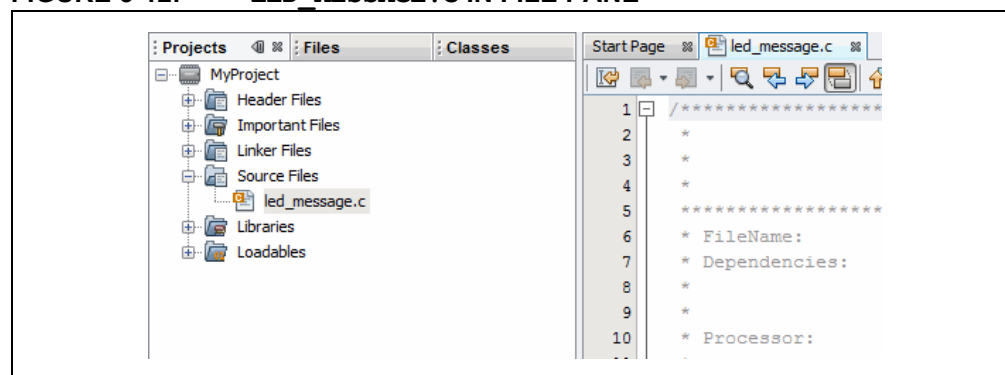 Projects Files Classes
MyProject
Header Files
Important Files
Linker Files
Source Files
led_message.c
Libraries
Loadables
Start Page led_message.c
1 /*******************
2 *
3 *
4 *
5 *******************
6 * FileName:
7 * Dependencies:
8 *
9 *
10 * Processor: